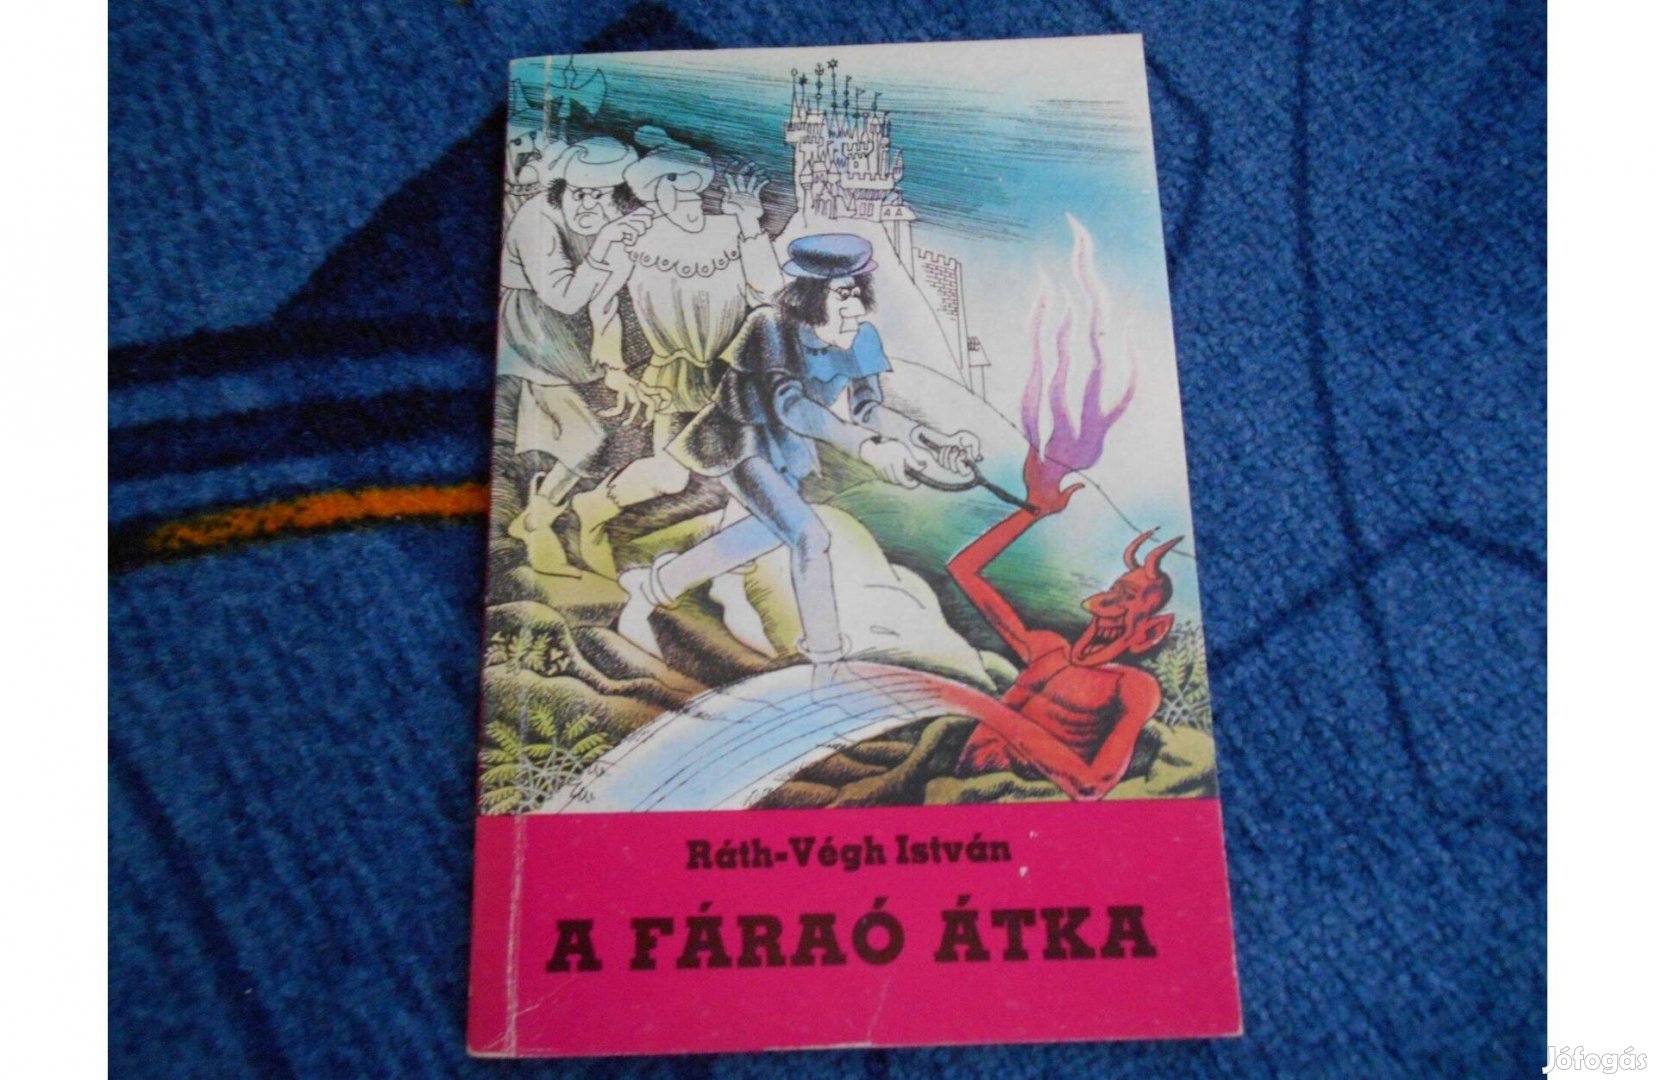 Ráth-Végh István
A FÁRAÓ ÁTKA
Jófogás